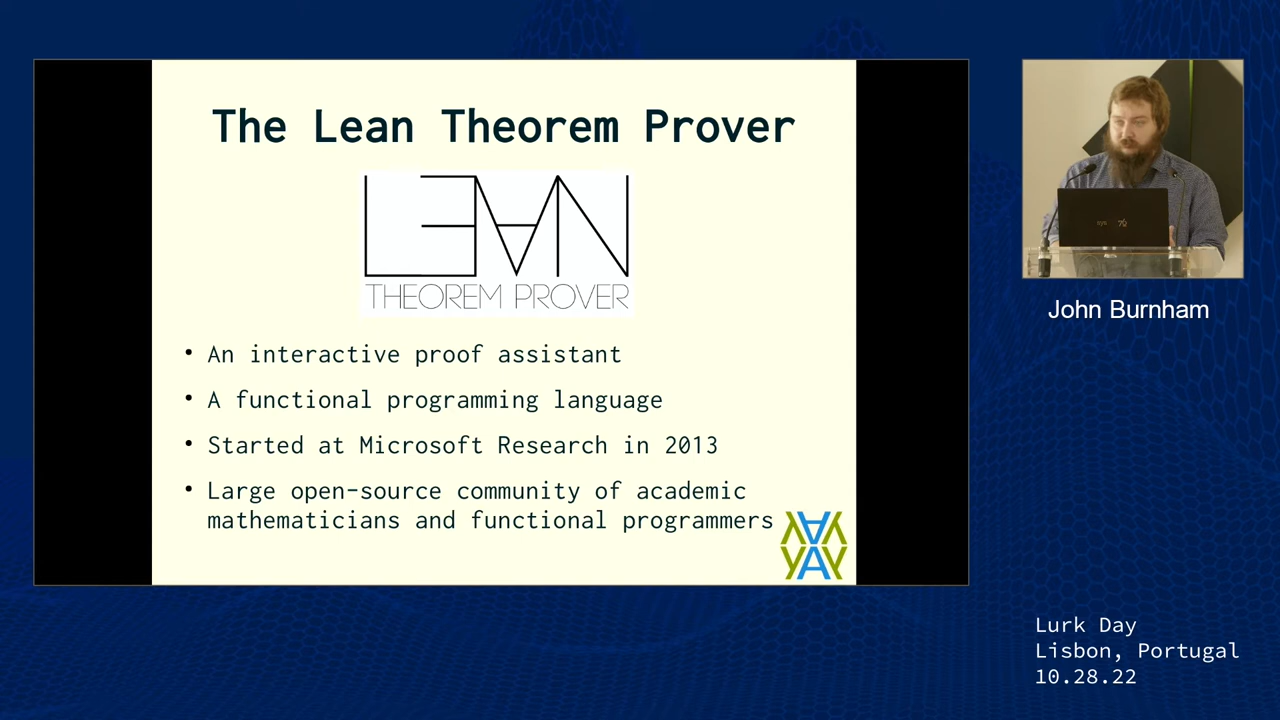 The Lean Theorem Prover
LEAN
THEOREM PROVER
• An interactive proof assistant
• A functional programming language
• Started at Microsoft Research in 2013
• Large open-source community of academic
mathematicians and functional programmers
John Burnham
Lurk Day
Lisbon, Portugal
10.28.22